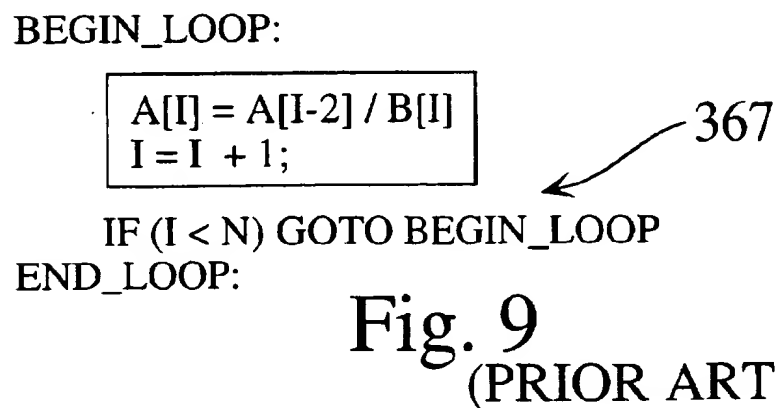 BEGIN_LOOP:
A[I] = A[I-2] / B[I]
I = I + 1;
367
IF (I < N) GOTO BEGIN_LOOP
END_LOOP:
Fig. 9
(PRIOR ART